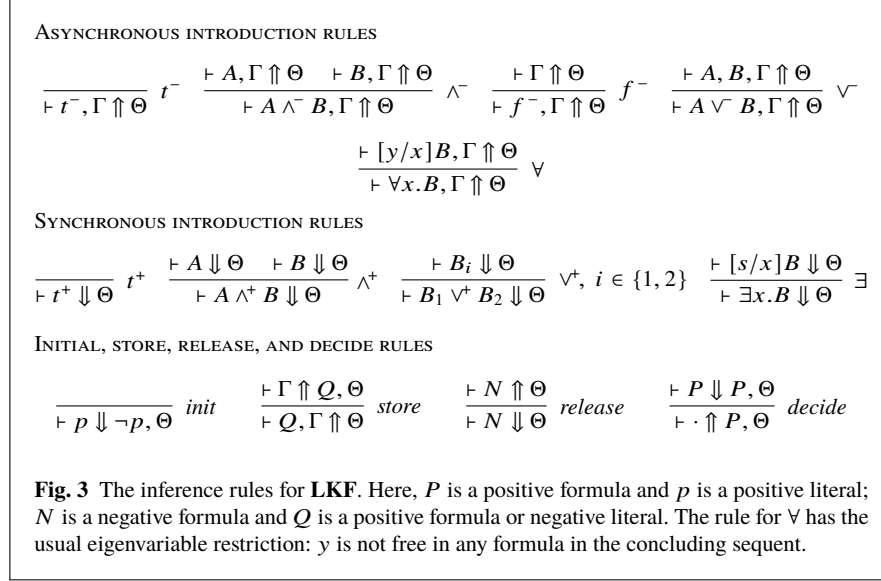 ASYNCHRONOUS INTRODUCTION RULES
⊢ A, Γ ⇑ Θ   ⊢ B, Γ ⇑ Θ   ⊢ Γ ⇑ Θ   ⊢ A, B, Γ ⇑ Θ
⊢ t⁻, Γ ⇑ Θ   t⁻   ⊢ A ∧⁻ B, Γ ⇑ Θ   ∧⁻   ⊢ f⁻, Γ ⇑ Θ   f⁻   ⊢ A ∨⁻ B, Γ ⇑ Θ   ∨⁻
⊢ [y/x]B, Γ ⇑ Θ
⊢ ∀x.B, Γ ⇑ Θ   ∀
SYNCHRONOUS INTRODUCTION RULES
⊢ A ⇓ Θ   ⊢ B ⇓ Θ   ⊢ Bᵢ ⇓ Θ   ⊢ [s/x]B ⇓ Θ
⊢ t⁺ ⇓ Θ   t⁺   ⊢ A ∧⁺ B ⇓ Θ   ∧⁺   ⊢ B₁ ∨⁺ B₂ ⇓ Θ   ∨⁺, i ∈ {1, 2}   ⊢ ∃x.B ⇓ Θ   ∃
INITIAL, STORE, RELEASE, AND DECIDE RULES
⊢ Γ ⇑ Q, Θ   ⊢ N ⇑ Θ   ⊢ P ⇓ P, Θ
⊢ p ⇓ ¬p, Θ   init   ⊢ Q, Γ ⇑ Θ   store   ⊢ N ⇓ Θ   release   ⊢ · ⇑ P, Θ   decide
Fig. 3 The inference rules for LKF. Here, P is a positive formula and p is a positive literal;
N is a negative formula and Q is a positive formula or negative literal. The rule for ∀ has the
usual eigenvariable restriction: y is not free in any formula in the concluding sequent.